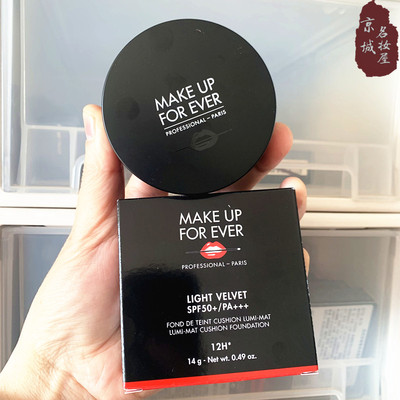 京城
名妆屋
MAKE UP
FOR EVER
PROFESSIONAL – PARIS
MAKE UP
FOR EVER
PROFESSIONAL – PARIS
LIGHT VELVET
SPF50+/PA+++
FOND DE TEINT CUSHION LUMI-MAT
LUMI-MAT CUSHION FOUNDATION
12H*
14 g - Net wt. 0.49 oz.